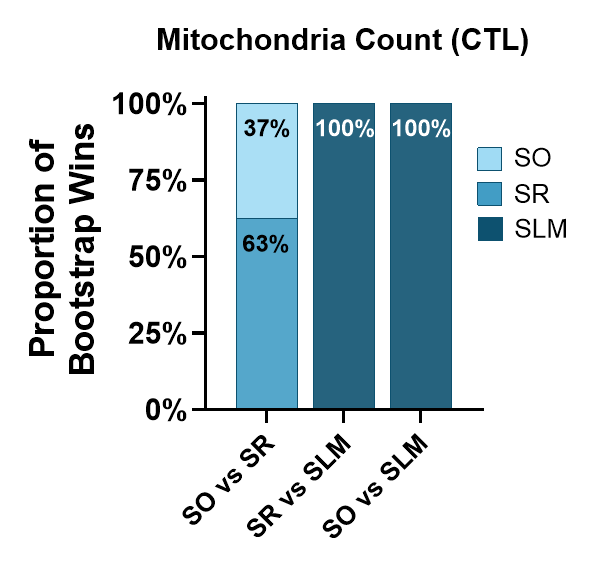 Mitochondria Count (CTL)
Proportion of
Bootstrap Wins
100%
75%
50%
25%
0%
37%
63%
100%
100%
SO vs SR
SR vs SLM
SO vs SLM
SO
SR
SLM